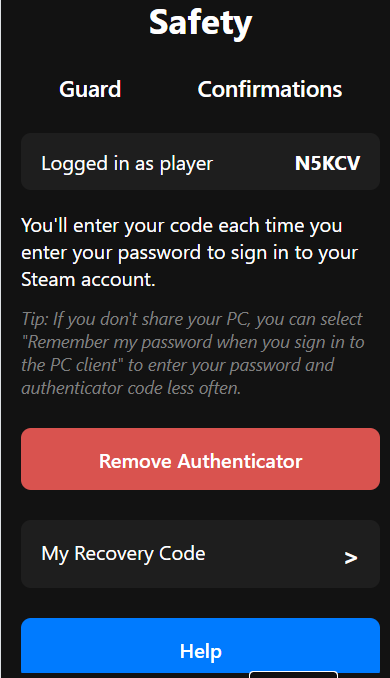 Safety
Guard
Confirmations
Logged in as player
N5KCV
You'll enter your code each time you
enter your password to sign in to your
Steam account.
Tip: If you don't share your PC, you can select
"Remember my password when you sign in to
the PC client" to enter your password and
authenticator code less often.
Remove Authenticator
My Recovery Code
>
Help